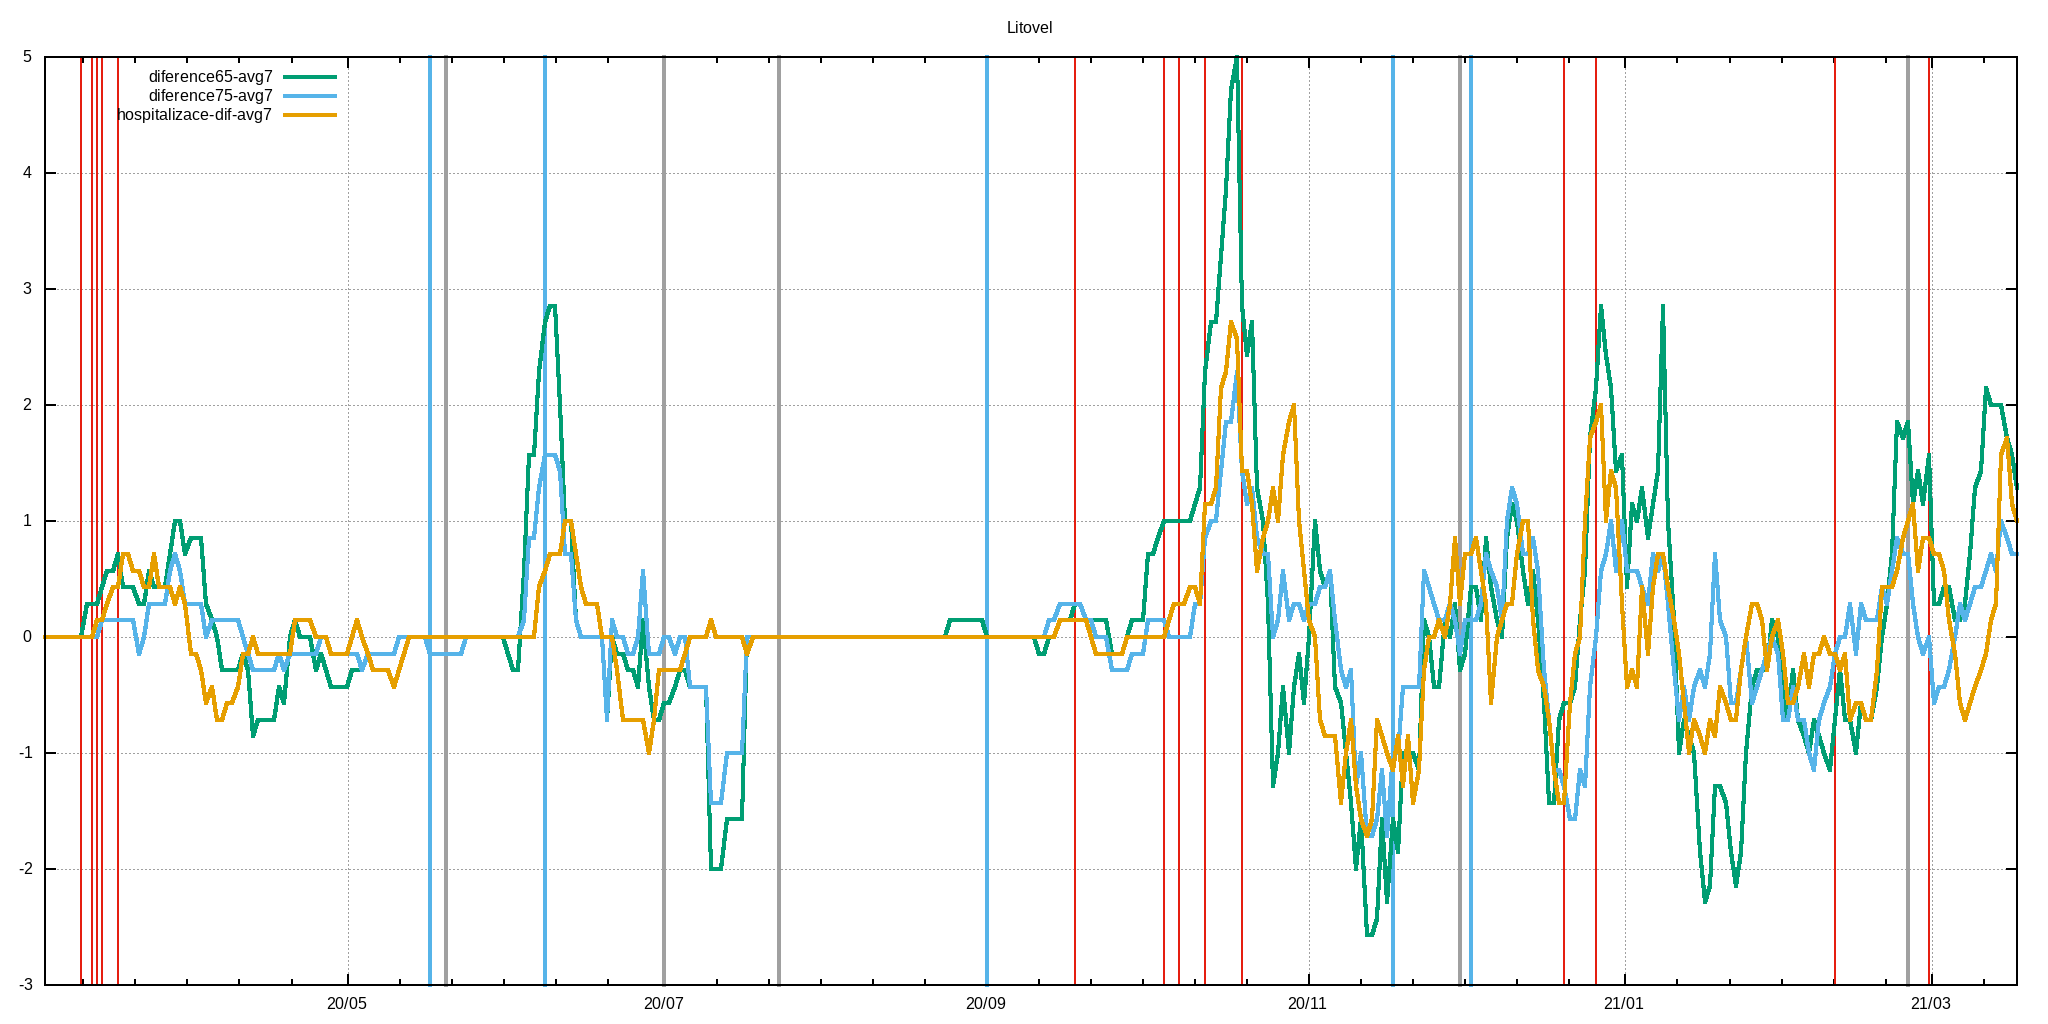 Litovel
5
diference65-avg7
diference75-avg7
hospitalizace-dif-avg7
4
3
2
1
0
-1
-2
-3
20/05 20/07 20/09 20/11 21/01 21/03